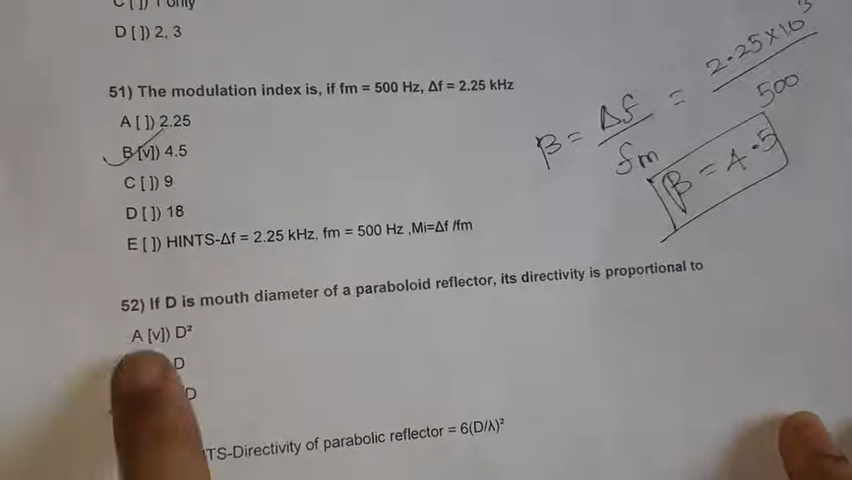 C [ ]) 1 only
D [ ]) 2, 3
51) The modulation index is, if fm = 500 Hz, Δf = 2.25 kHz
A [ ]) 2.25
B [v]) 4.5
C [ ]) 9
D [ ]) 18
E [ ]) HINTS-Δf = 2.25 kHz, fm = 500 Hz ,Mi=Δf /fm
β = Δf / fm = 2.25×10³ / 500
β = 4.5
52) If D is mouth diameter of a paraboloid reflector, its directivity is proportional to
A [v]) D²
D
D
TS-Directivity of parabolic reflector = 6(D/λ)²